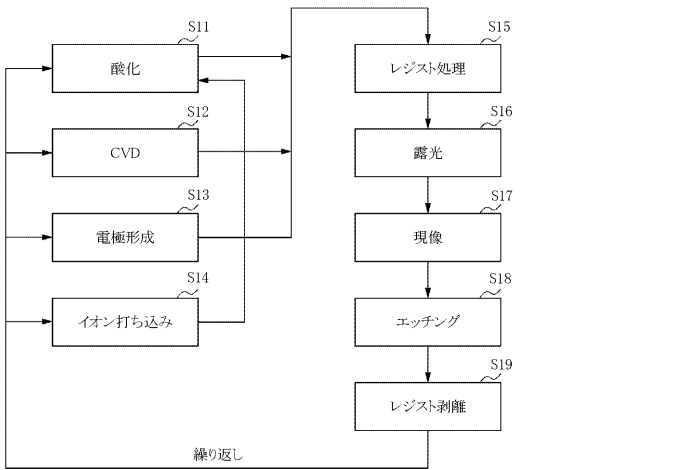 S11
酸化
S12
CVD
S13
電極形成
S14
イオン打ち込み
S15
レジスト処理
S16
露光
S17
現像
S18
エッチング
S19
レジスト剥離
繰り返し